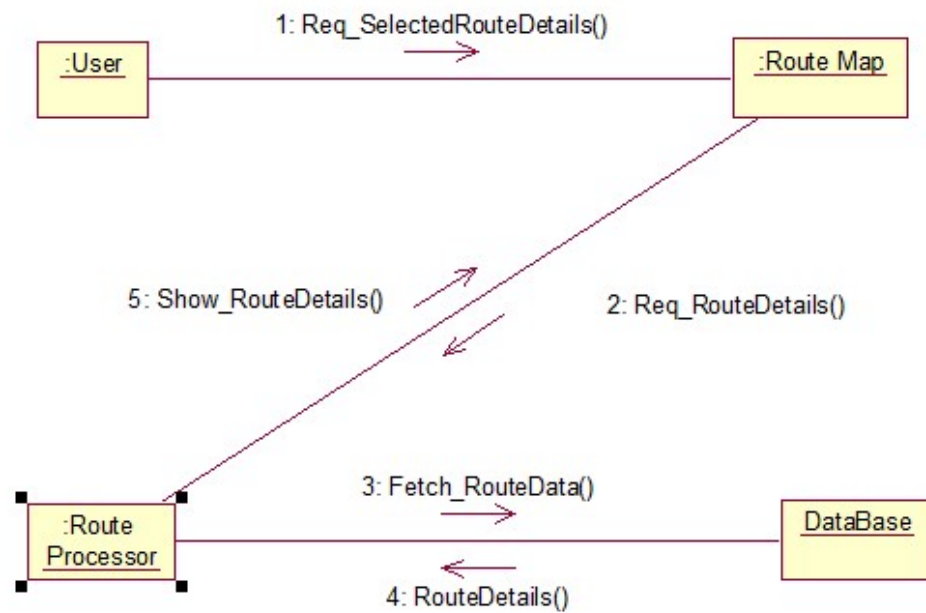 1: Req_SelectedRouteDetails()
:User
:Route Map
5: Show_RouteDetails()
2: Req_RouteDetails()
3: Fetch_RouteData()
:Route
Processor
DataBase
4: RouteDetails()